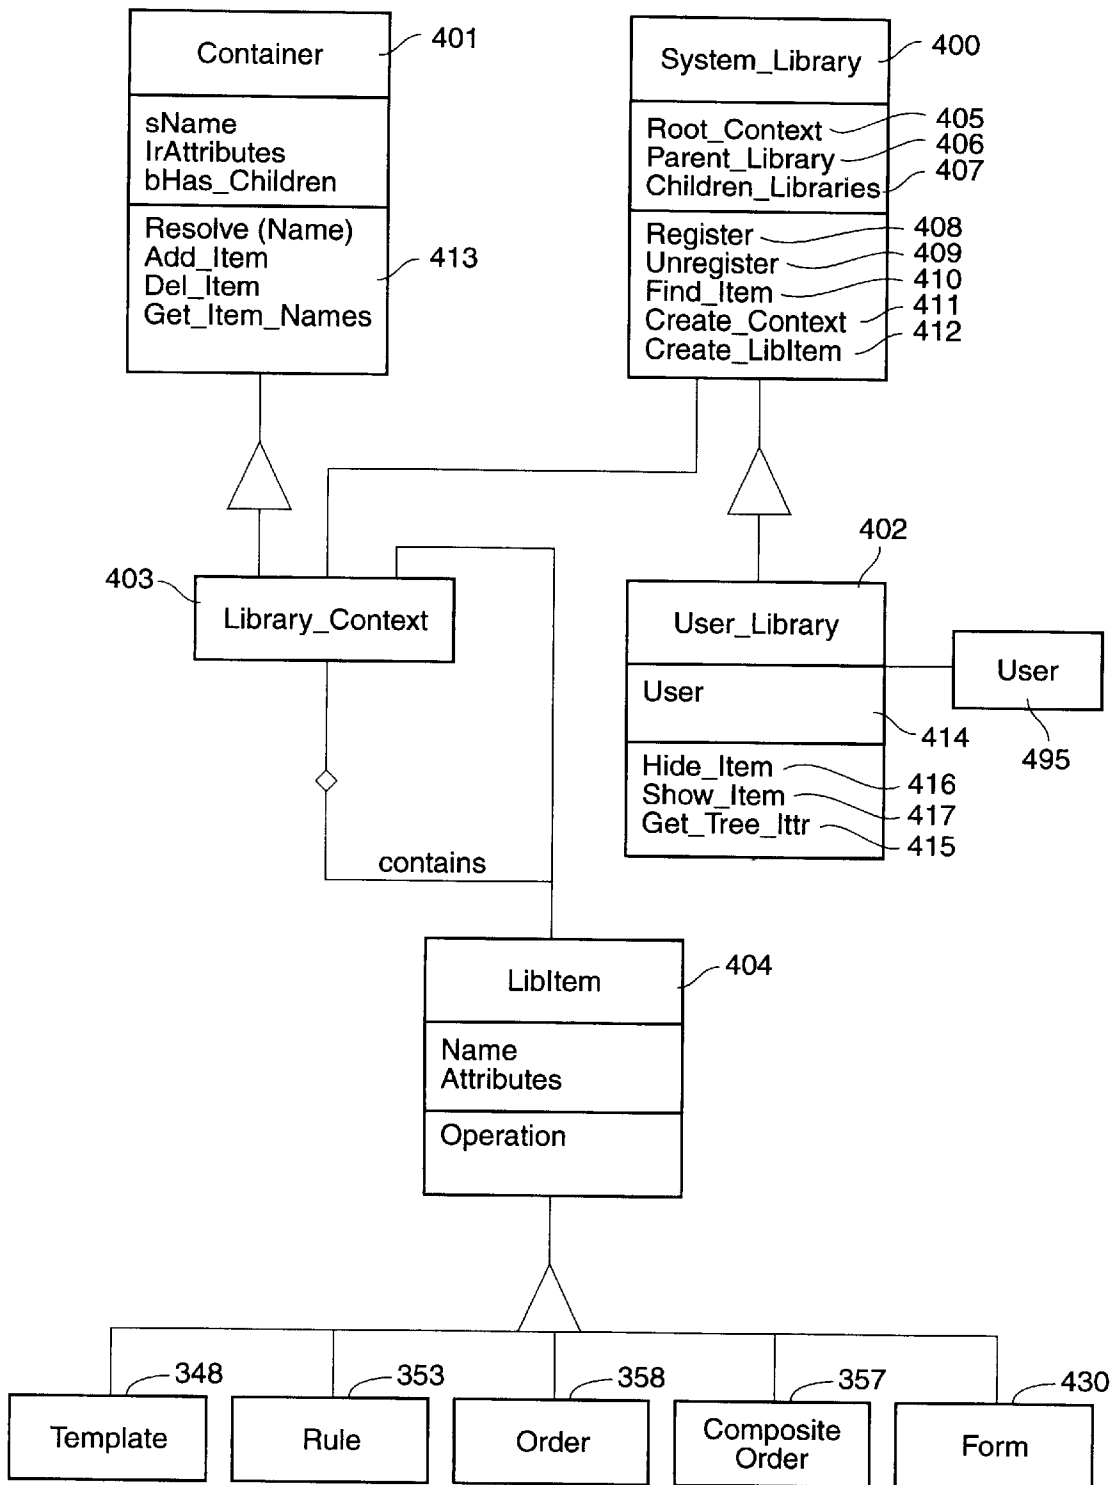 Container
401
sName
IrAttributes
bHas_Children
Resolve (Name)
Add_Item
Del_Item
Get_Item_Names
413
System_Library
400
Root_Context 405
Parent_Library 406
Children_Libraries 407
Register 408
Unregister 409
Find_Item 410
Create_Context 411
Create_LibItem 412
403
Library_Context
402
User_Library
User
414
Hide_Item 416
Show_Item 417
Get_Tree_Ittr 415
User
495
contains
LibItem
404
Name
Attributes
Operation
348
Template
353
Rule
358
Order
357
Composite
Order
430
Form